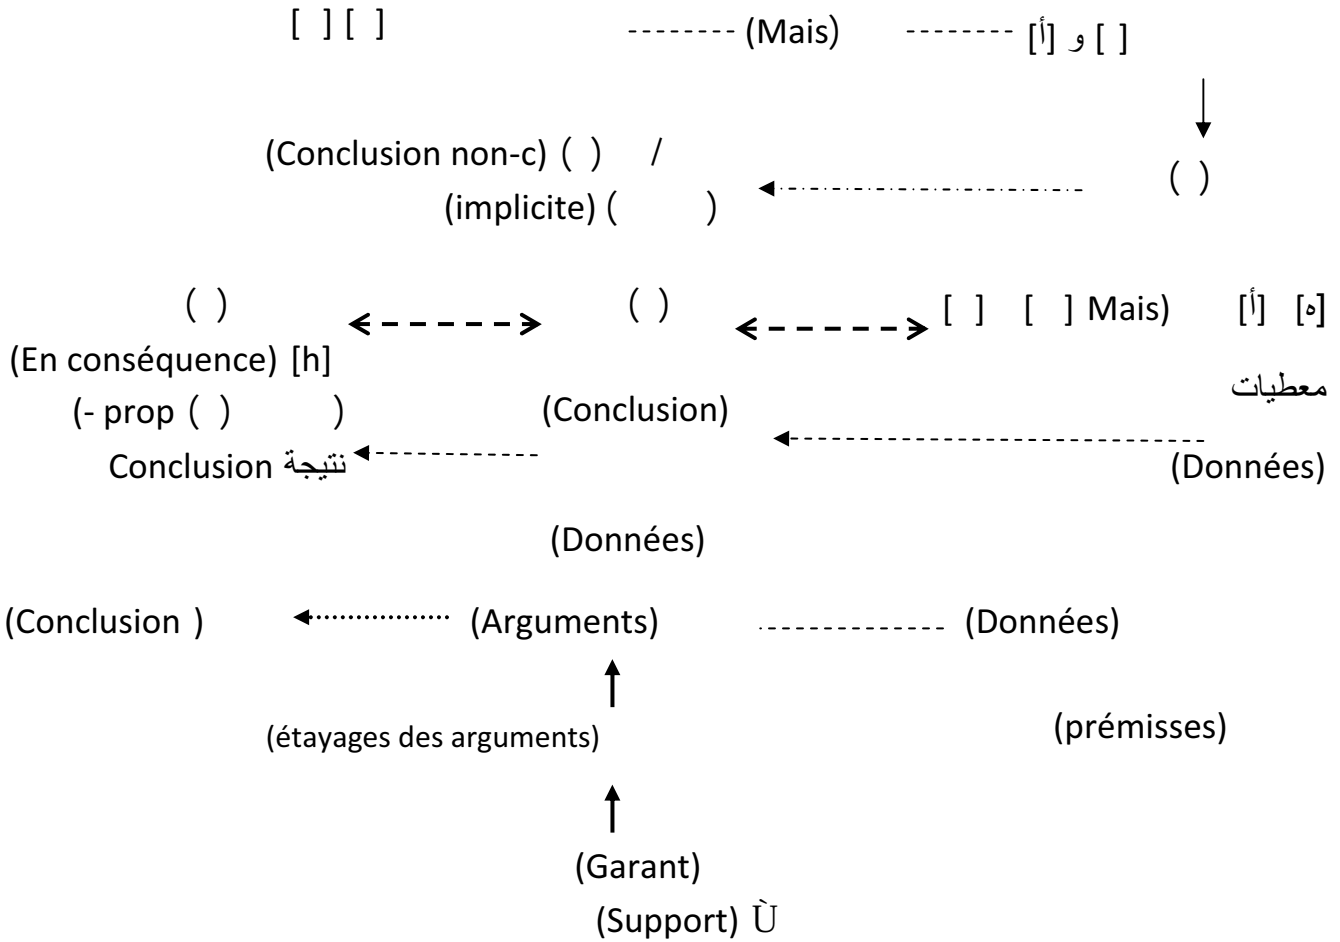 [ ] [ ] (Mais) [أ] و [ ]
(Conclusion non-c) ( ) /
( )
(implicite) ( )
( ) ( ) [ ] [ ] Mais) [أ] [ه]
(En conséquence) [h]
معطيات
(- prop ( ) ) (Conclusion)
Conclusion نتيجة (Données)
(Données)
(Conclusion ) (Arguments) (Données)
(étayages des arguments) (prémisses)
(Garant)
(Support) Ù